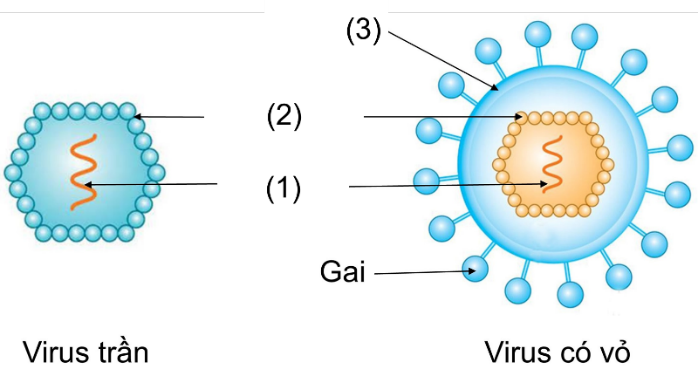 (3)
(2)
(1)
Gai
Virus trần
Virus có vỏ